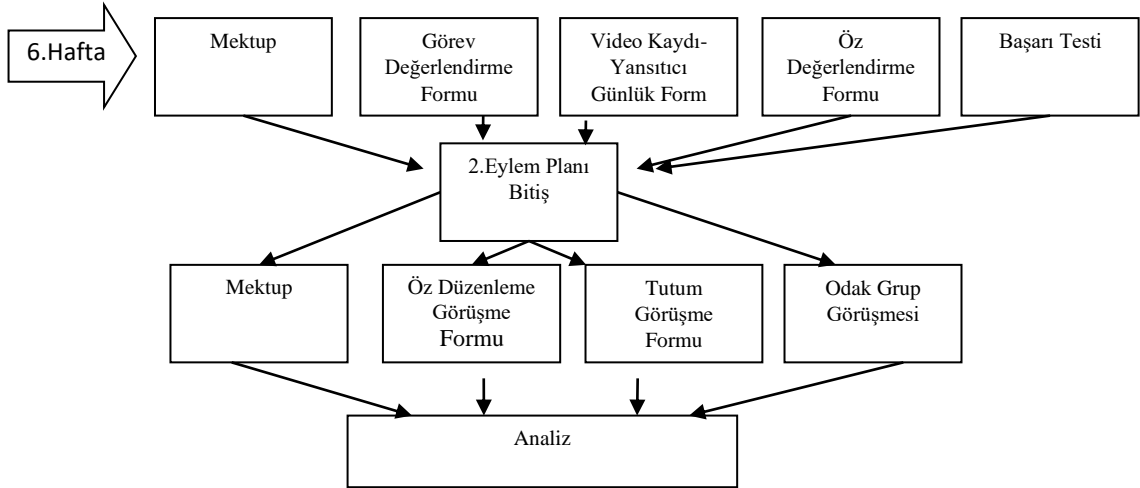 6.Hafta
Mektup
Görev
Değerlendirme
Formu
Video Kaydı-
Yansıtıcı
Günlük Form
Öz
Değerlendirme
Formu
Başarı Testi
2.Eylem Planı
Bitiş
Mektup
Öz Düzenleme
Görüşme
Formu
Tutum
Görüşme
Formu
Odak Grup
Görüşmesi
Analiz